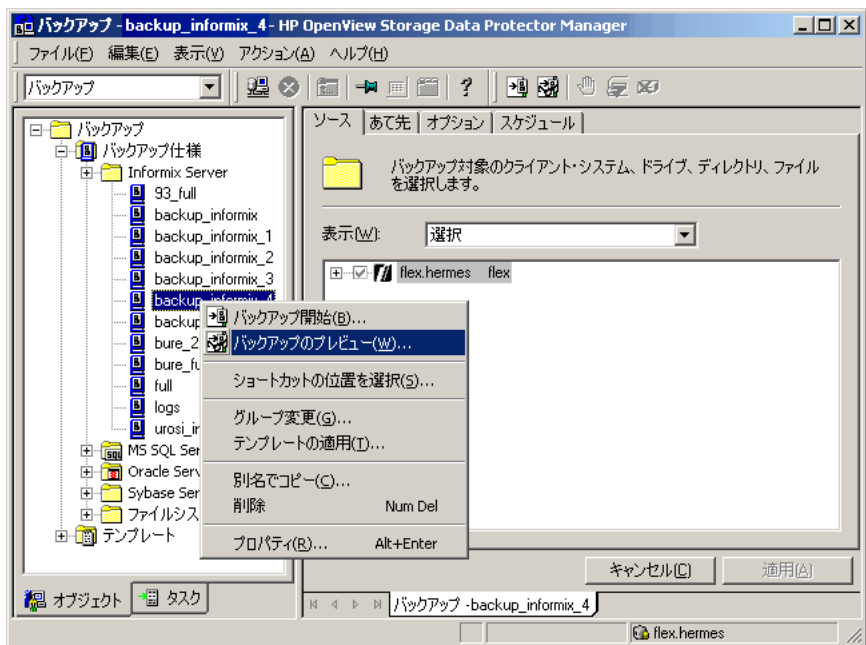 バックアップ - backup_informix_4 - HP OpenView Storage Data Protector Manager
ファイル(F) 編集(E) 表示(V) アクション(A) ヘルプ(H)
バックアップ
バックアップ
バックアップ仕様
Informix Server
93_full
backup_informix
backup_informix_1
backup_informix_2
backup_informix_3
backup_informix_4
backup
bure_2
bure_fu
full
logs
urosi_in
MS SQL Ser
Oracle Serv
Sybase Ser
ファイルシス
テンプレート
オブジェクト タスク
ソース あて先 オプション スケジュール
バックアップ対象のクライアント・システム、ドライブ、ディレクトリ、ファイル
を選択します。
表示(W): 選択
flex.hermes flex
バックアップ開始(B)...
バックアップのプレビュー(W)...
ショートカットの位置を選択(S)...
グループ変更(G)...
テンプレートの適用(T)...
別名でコピー(C)...
削除 Num Del
プロパティ(R)... Alt+Enter
キャンセル(C) 適用(A)
バックアップ -backup_informix_4
flex.hermes